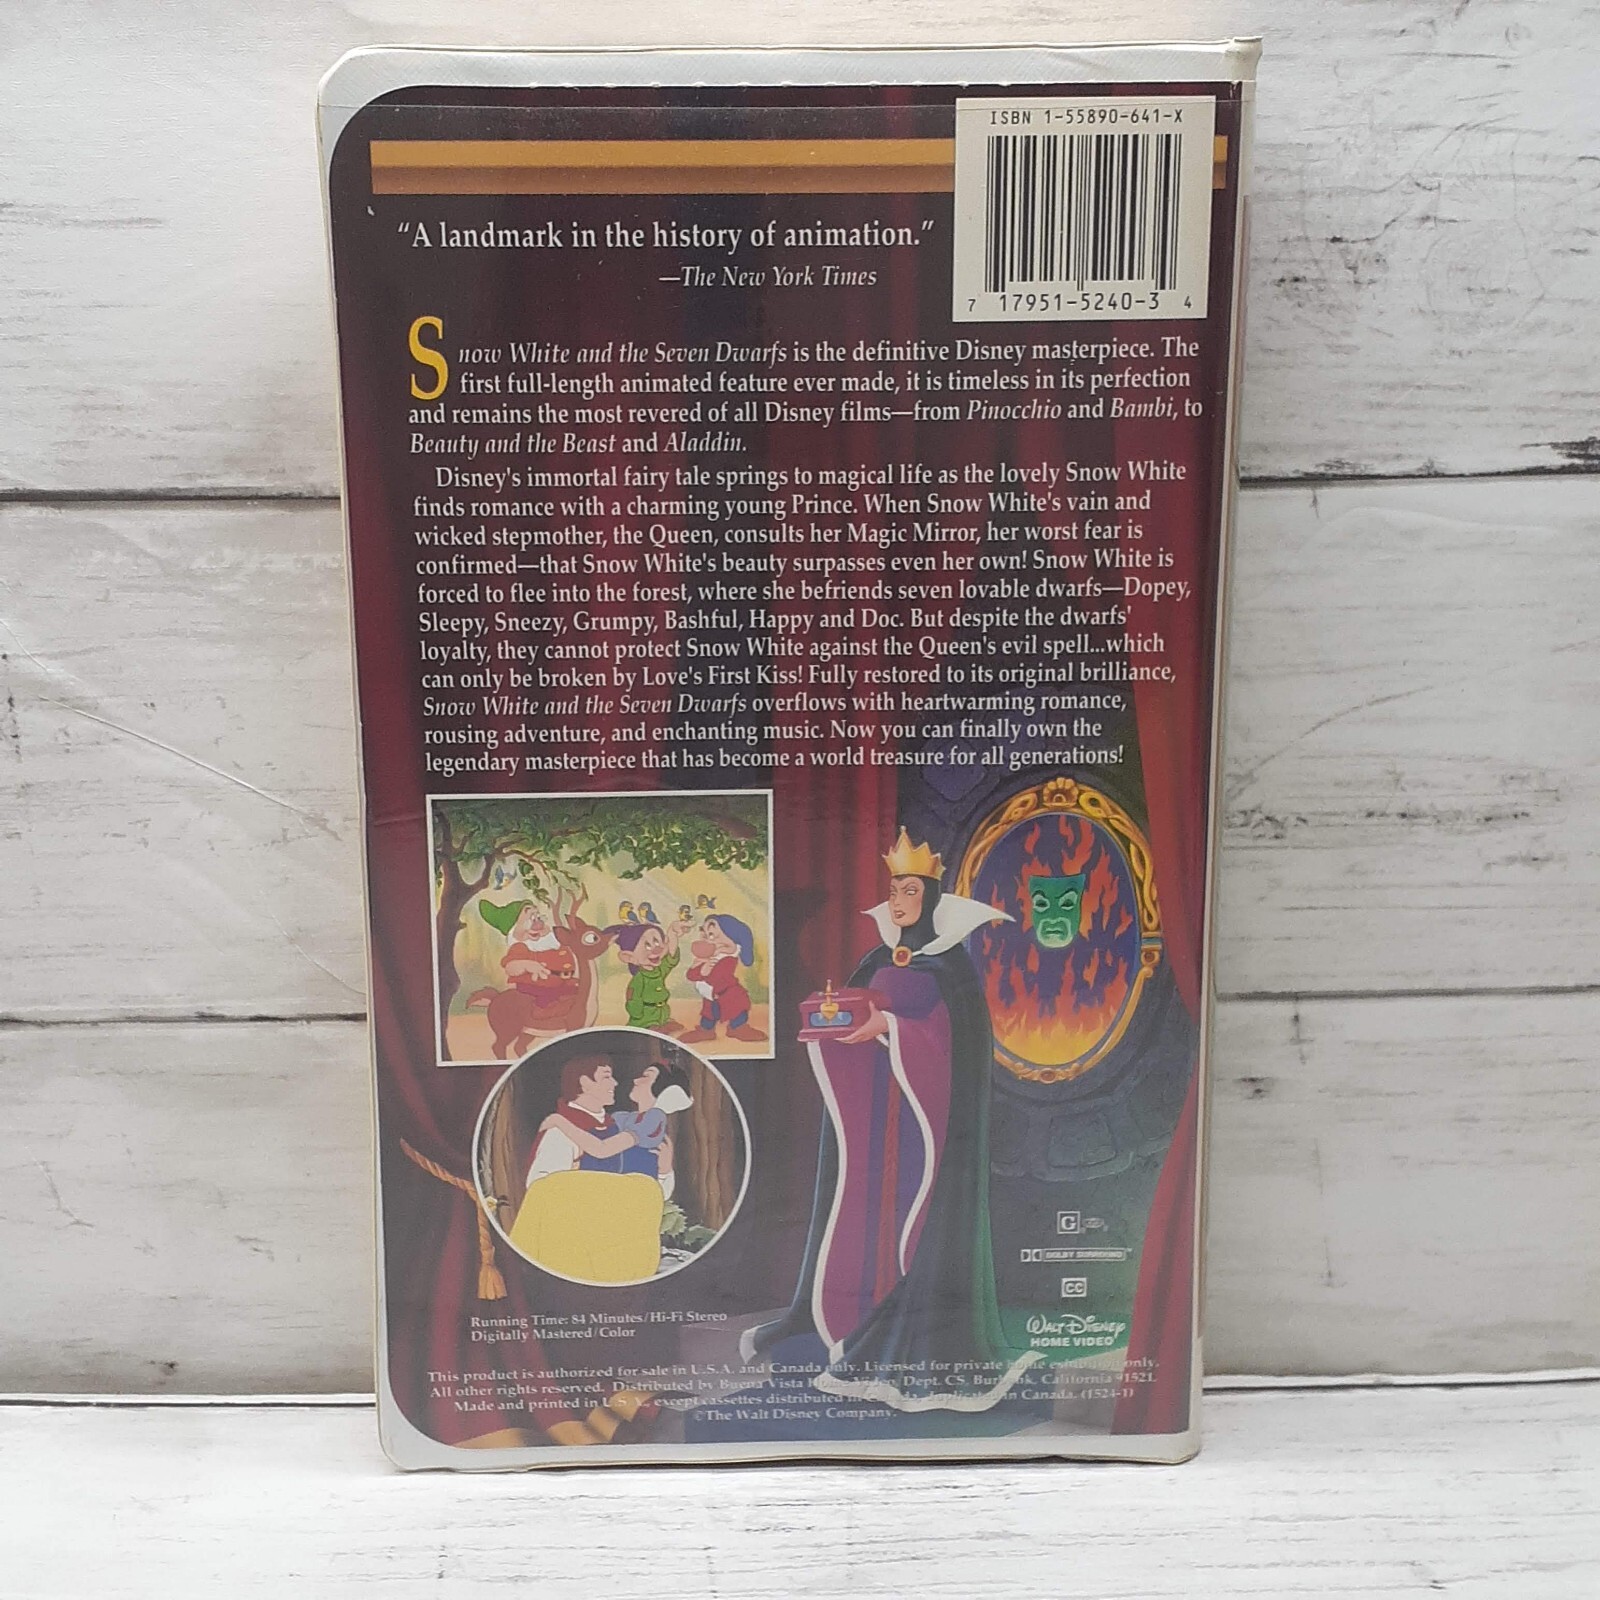 ISBN 1-55890-641-X
7 17951-5240-3 4
“A landmark in the history of animation.”
—The New York Times
Snow White and the Seven Dwarfs is the definitive Disney masterpiece. The
first full-length animated feature ever made, it is timeless in its perfection
and remains the most revered of all Disney films—from Pinocchio and Bambi, to
Beauty and the Beast and Aladdin.
Disney's immortal fairy tale springs to magical life as the lovely Snow White
finds romance with a charming young Prince. When Snow White's vain and
wicked stepmother, the Queen, consults her Magic Mirror, her worst fear is
confirmed—that Snow White's beauty surpasses even her own! Snow White is
forced to flee into the forest, where she befriends seven lovable dwarfs—Dopey,
Sleepy, Sneezy, Grumpy, Bashful, Happy and Doc. But despite the dwarfs'
loyalty, they cannot protect Snow White against the Queen's evil spell...which
can only be broken by Love's First Kiss! Fully restored to its original brilliance,
Snow White and the Seven Dwarfs overflows with heartwarming romance,
rousing adventure, and enchanting music. Now you can finally own the
legendary masterpiece that has become a world treasure for all generations!
G
DOLBY SURROUND
CC
WALT DISNEY
HOME VIDEO
Running Time: 84 Minutes/Hi-Fi Stereo
Digitally Mastered/Color
This product is authorized for sale in U.S.A. and Canada only. Licensed for private home exhibition only.
All other rights reserved. Distributed by Buena Vista Home Video, Dept. CS, Burbank, California 91521.
Made and printed in U.S.A., except cassettes distributed in Canada, duplicated in Canada. (1524-1)
©The Walt Disney Company.